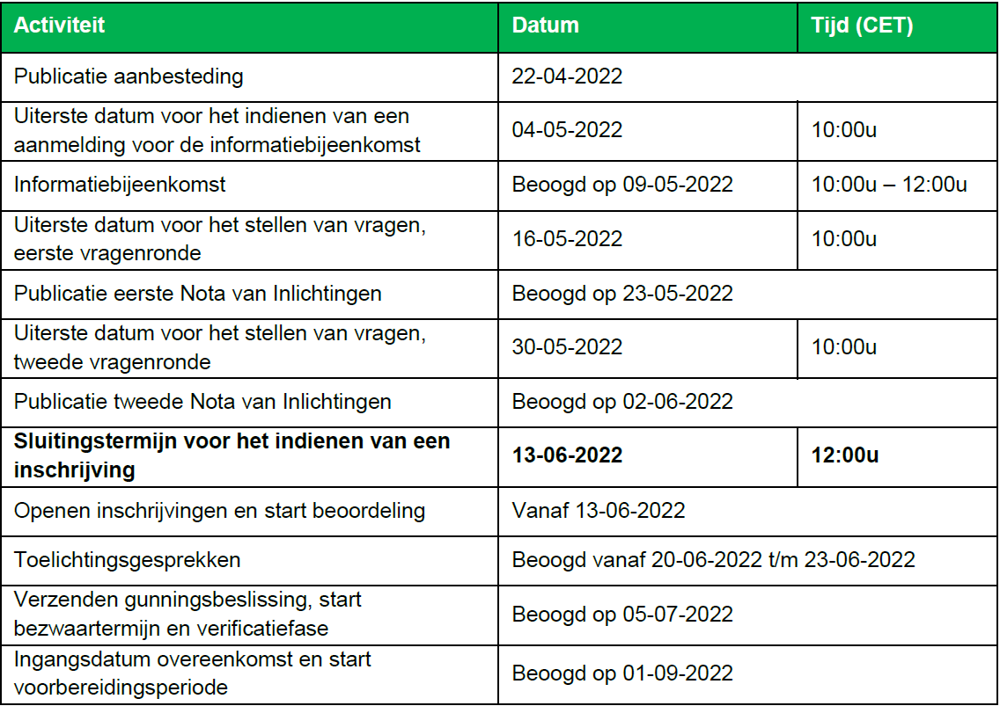 Activiteit Datum Tijd (CET)
Publicatie aanbesteding 22-04-2022
Uiterste datum voor het indienen van een
aanmelding voor de informatiebijeenkomst 04-05-2022 10:00u
Informatiebijeenkomst Beoogd op 09-05-2022 10:00u – 12:00u
Uiterste datum voor het stellen van vragen,
eerste vragenronde 16-05-2022 10:00u
Publicatie eerste Nota van Inlichtingen Beoogd op 23-05-2022
Uiterste datum voor het stellen van vragen,
tweede vragenronde 30-05-2022 10:00u
Publicatie tweede Nota van Inlichtingen Beoogd op 02-06-2022
Sluitingstermijn voor het indienen van een
inschrijving 13-06-2022 12:00u
Openen inschrijvingen en start beoordeling Vanaf 13-06-2022
Toelichtingsgesprekken Beoogd vanaf 20-06-2022 t/m 23-06-2022
Verzenden gunningsbeslissing, start
bezwaartermijn en verificatiefase Beoogd op 05-07-2022
Ingangsdatum overeenkomst en start
voorbereidingsperiode Beoogd op 01-09-2022